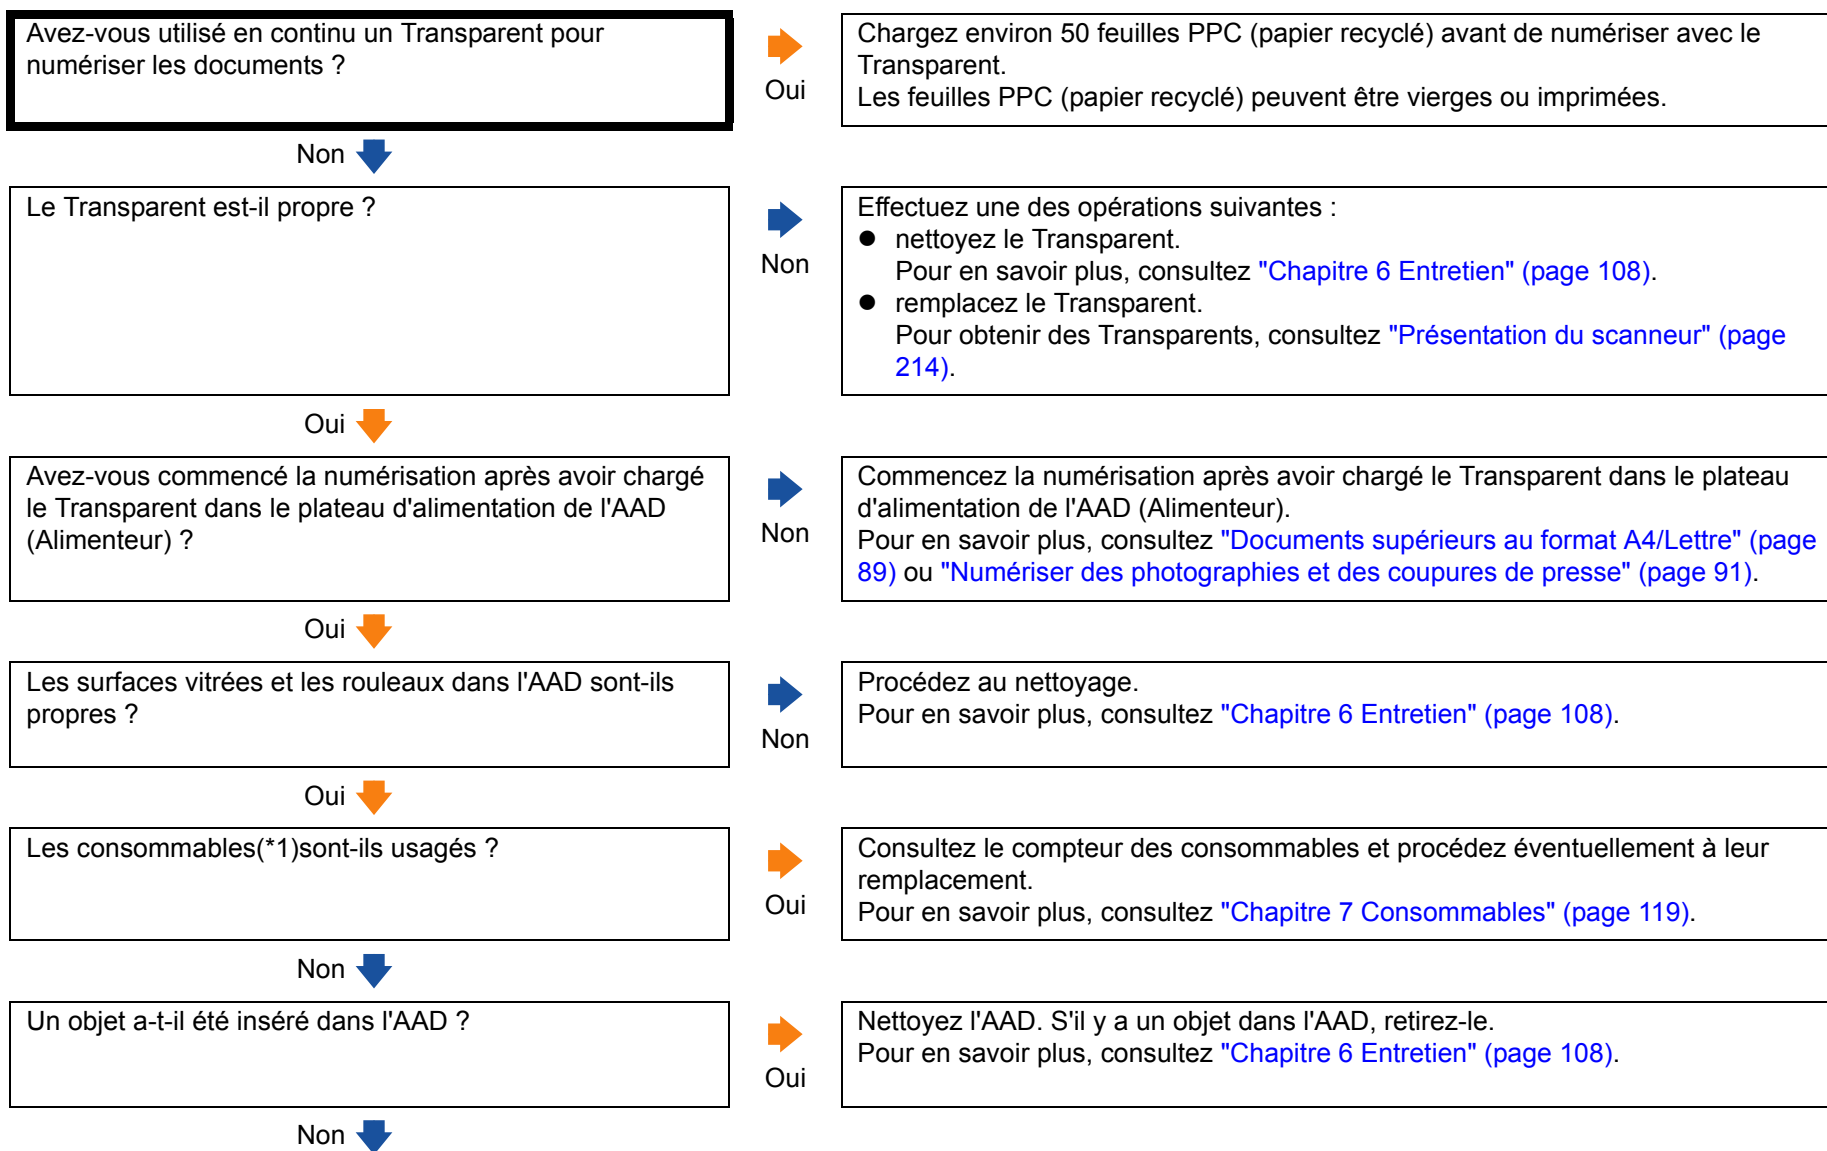 Avez-vous utilisé en continu un Transparent pour
numériser les documents ?
Oui
Chargez environ 50 feuilles PPC (papier recyclé) avant de numériser avec le
Transparent.
Les feuilles PPC (papier recyclé) peuvent être vierges ou imprimées.
Non
Le Transparent est-il propre ?
Non
Effectuez une des opérations suivantes :
● nettoyez le Transparent.
Pour en savoir plus, consultez "Chapitre 6 Entretien" (page 108).
● remplacez le Transparent.
Pour obtenir des Transparents, consultez "Présentation du scanneur" (page
214).
Oui
Avez-vous commencé la numérisation après avoir chargé
le Transparent dans le plateau d'alimentation de l'AAD
(Alimenteur) ?
Non
Commencez la numérisation après avoir chargé le Transparent dans le plateau
d'alimentation de l'AAD (Alimenteur).
Pour en savoir plus, consultez "Documents supérieurs au format A4/Lettre" (page
89) ou "Numériser des photographies et des coupures de presse" (page 91).
Oui
Les surfaces vitrées et les rouleaux dans l'AAD sont-ils
propres ?
Non
Procédez au nettoyage.
Pour en savoir plus, consultez "Chapitre 6 Entretien" (page 108).
Oui
Les consommables(*1)sont-ils usagés ?
Oui
Consultez le compteur des consommables et procédez éventuellement à leur
remplacement.
Pour en savoir plus, consultez "Chapitre 7 Consommables" (page 119).
Non
Un objet a-t-il été inséré dans l'AAD ?
Oui
Nettoyez l'AAD. S'il y a un objet dans l'AAD, retirez-le.
Pour en savoir plus, consultez "Chapitre 6 Entretien" (page 108).
Non